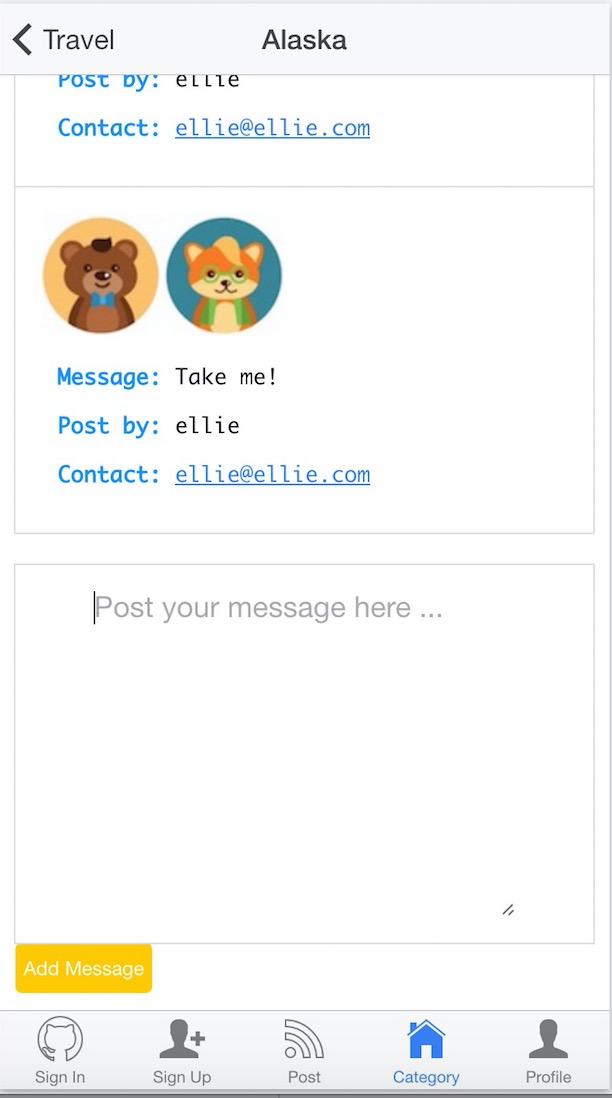 Travel
Alaska
Post by: ellie
Contact: ellie@ellie.com
Message: Take me!
Post by: ellie
Contact: ellie@ellie.com
Post your message here ...
Add Message
Sign In
Sign Up
Post
Category
Profile